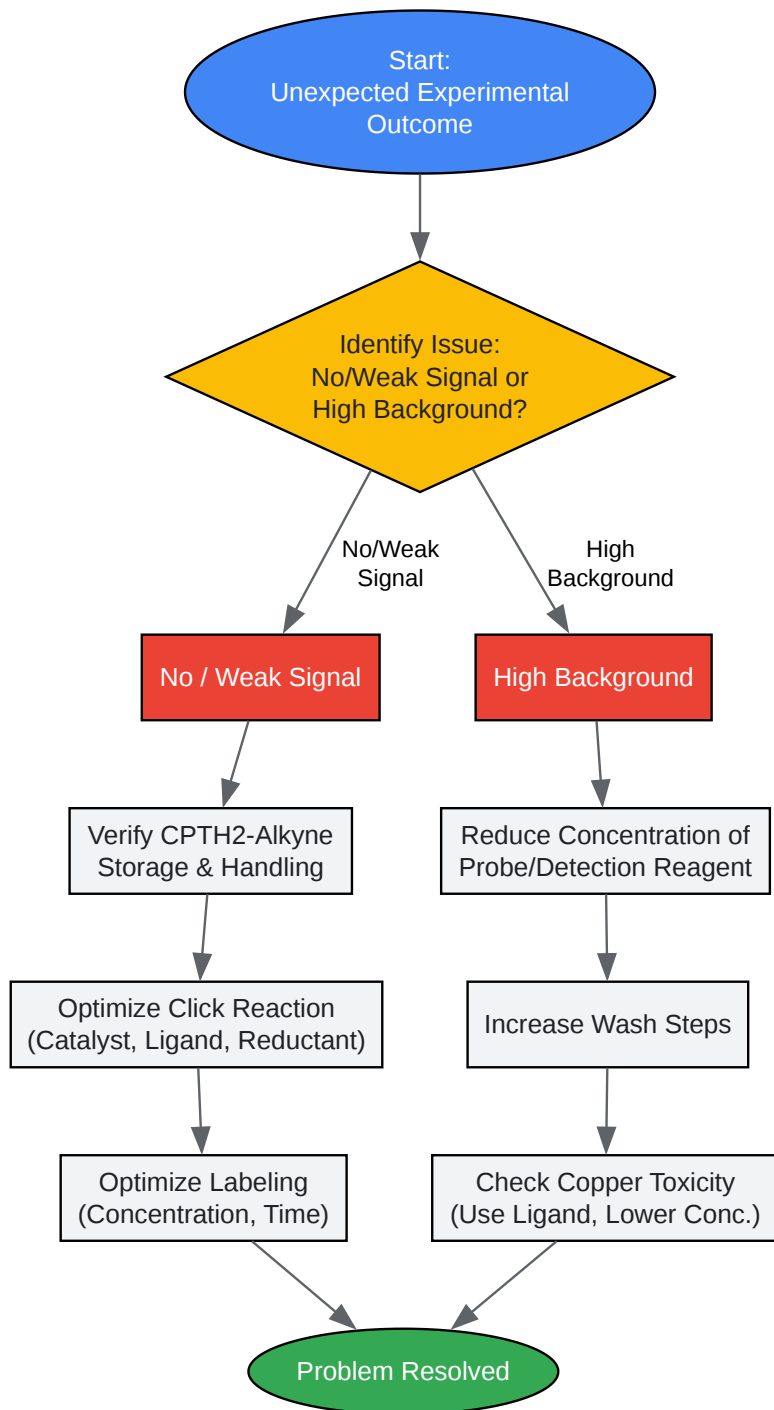 Start:
Unexpected Experimental
Outcome
Identify Issue:
No/Weak Signal or
High Background?
No/Weak
Signal
High
Background
No / Weak Signal
High Background
Verify CPTH2-Alkyne
Storage & Handling
Reduce Concentration of
Probe/Detection Reagent
Optimize Click Reaction
(Catalyst, Ligand, Reductant)
Increase Wash Steps
Optimize Labeling
(Concentration, Time)
Check Copper Toxicity
(Use Ligand, Lower Conc.)
Problem Resolved